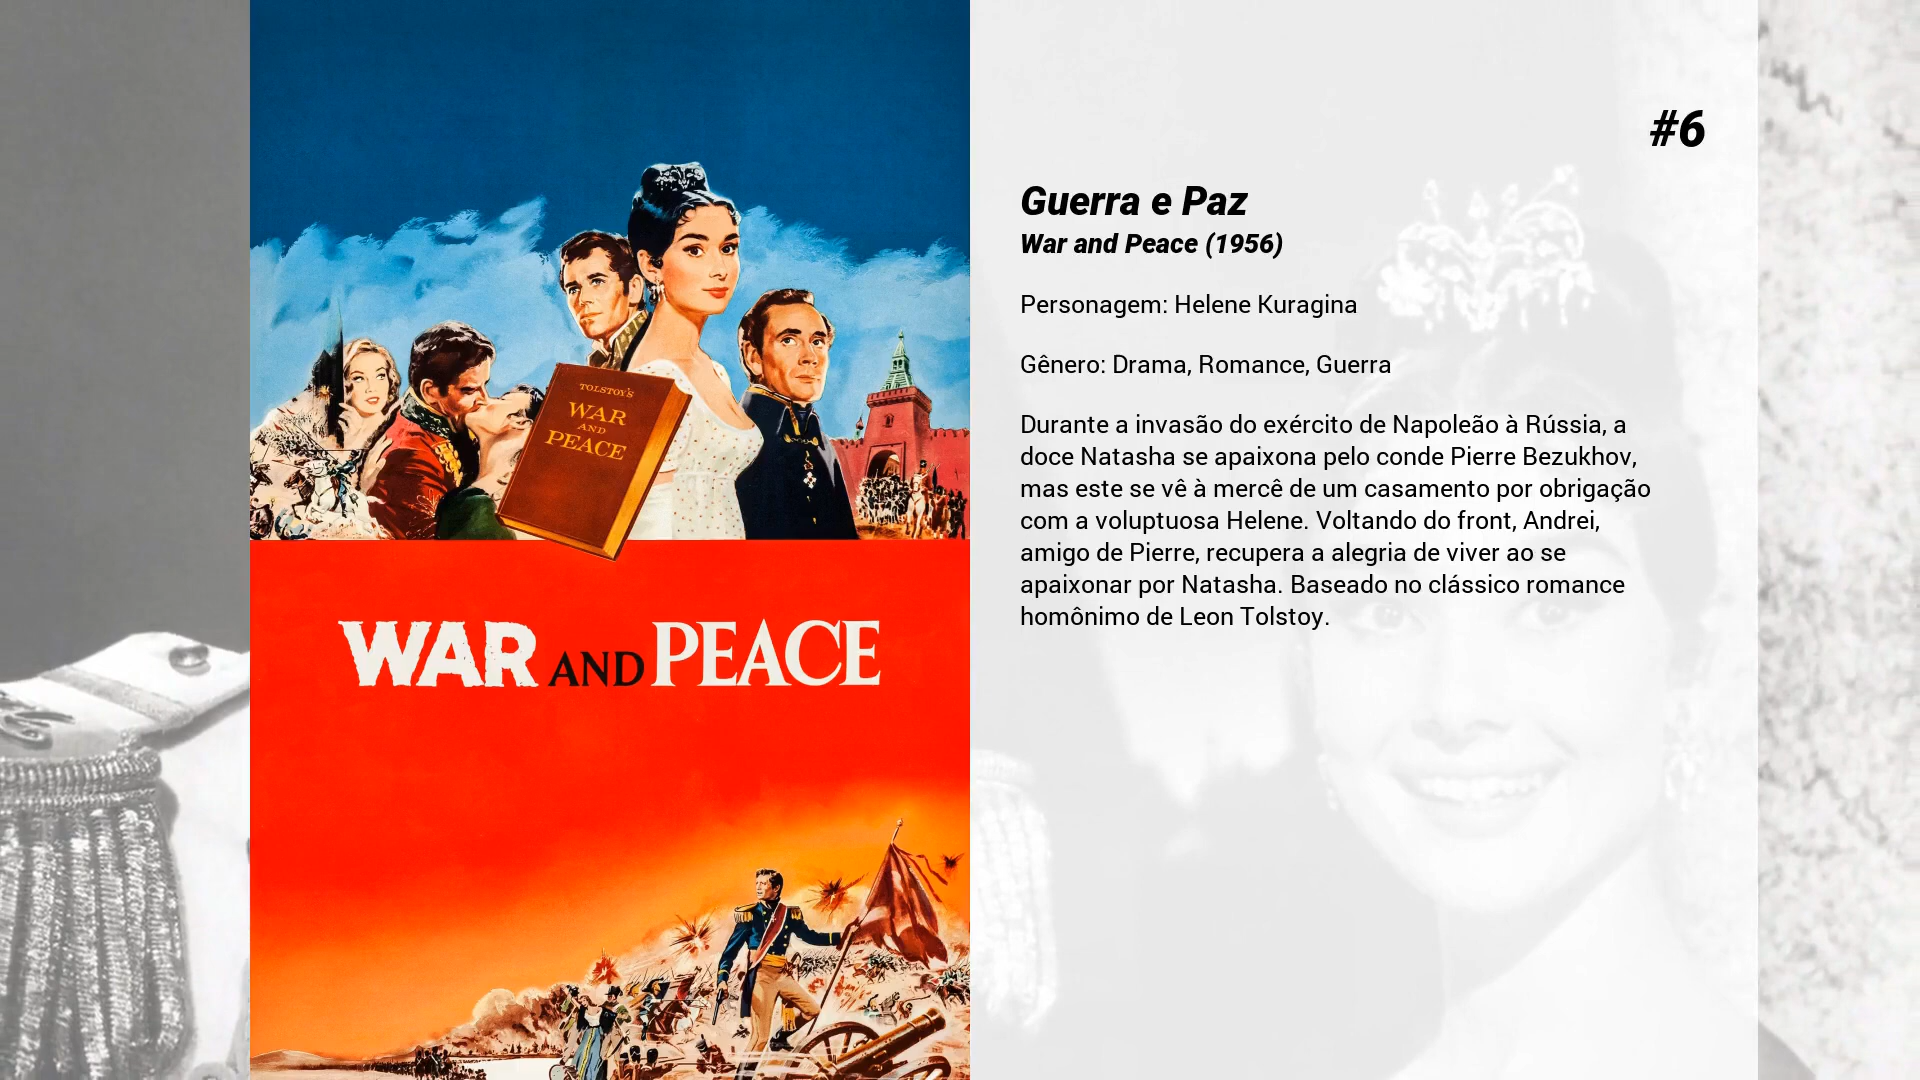 TOLSTOY'S
WAR
AND
PEACE
WAR AND PEACE
#6
Guerra e Paz
War and Peace (1956)
Personagem: Helene Kuragina
Gênero: Drama, Romance, Guerra
Durante a invasão do exército de Napoleão à Rússia, a
doce Natasha se apaixona pelo conde Pierre Bezukhov,
mas este se vê à mercê de um casamento por obrigação
com a voluptuosa Helene. Voltando do front, Andrei,
amigo de Pierre, recupera a alegria de viver ao se
apaixonar por Natasha. Baseado no clássico romance
homônimo de Leon Tolstoy.